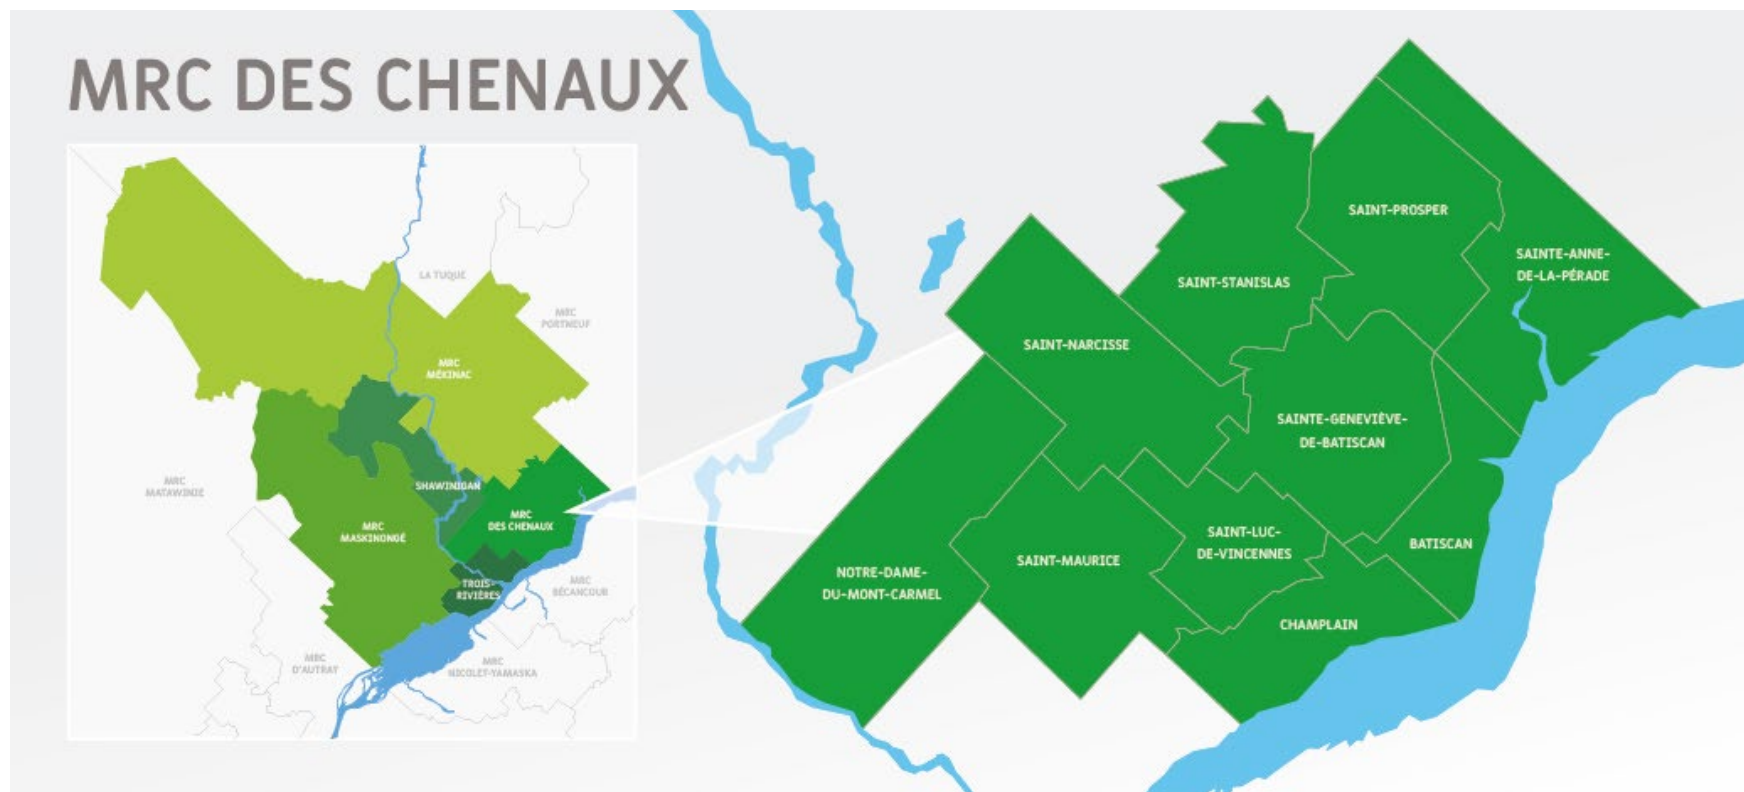 MRC DES CHENAUX
LA TUQUE
MRC
PORTNEUF
MRC
MÉKINAC
MRC
MATAWINIE
SHAWINIGAN
MRC
DES CHENAUX
MRC
MASKINONGÉ
TROIS-
RIVIÈRES
MRC
BÉCANCOUR
MRC
D'AUTRAT
MRC
NICOLET-YAMASKA
SAINT-PROSPER
SAINTE-ANNE-
DE-LA-PÉRADE
SAINT-STANISLAS
SAINT-NARCISSE
SAINTE-GENEVIÈVE-
DE-BATISCAN
SAINT-LUC-
DE-VINCENNES
BATISCAN
SAINT-MAURICE
NOTRE-DAME-
DU-MONT-CARMEL
CHAMPLAIN